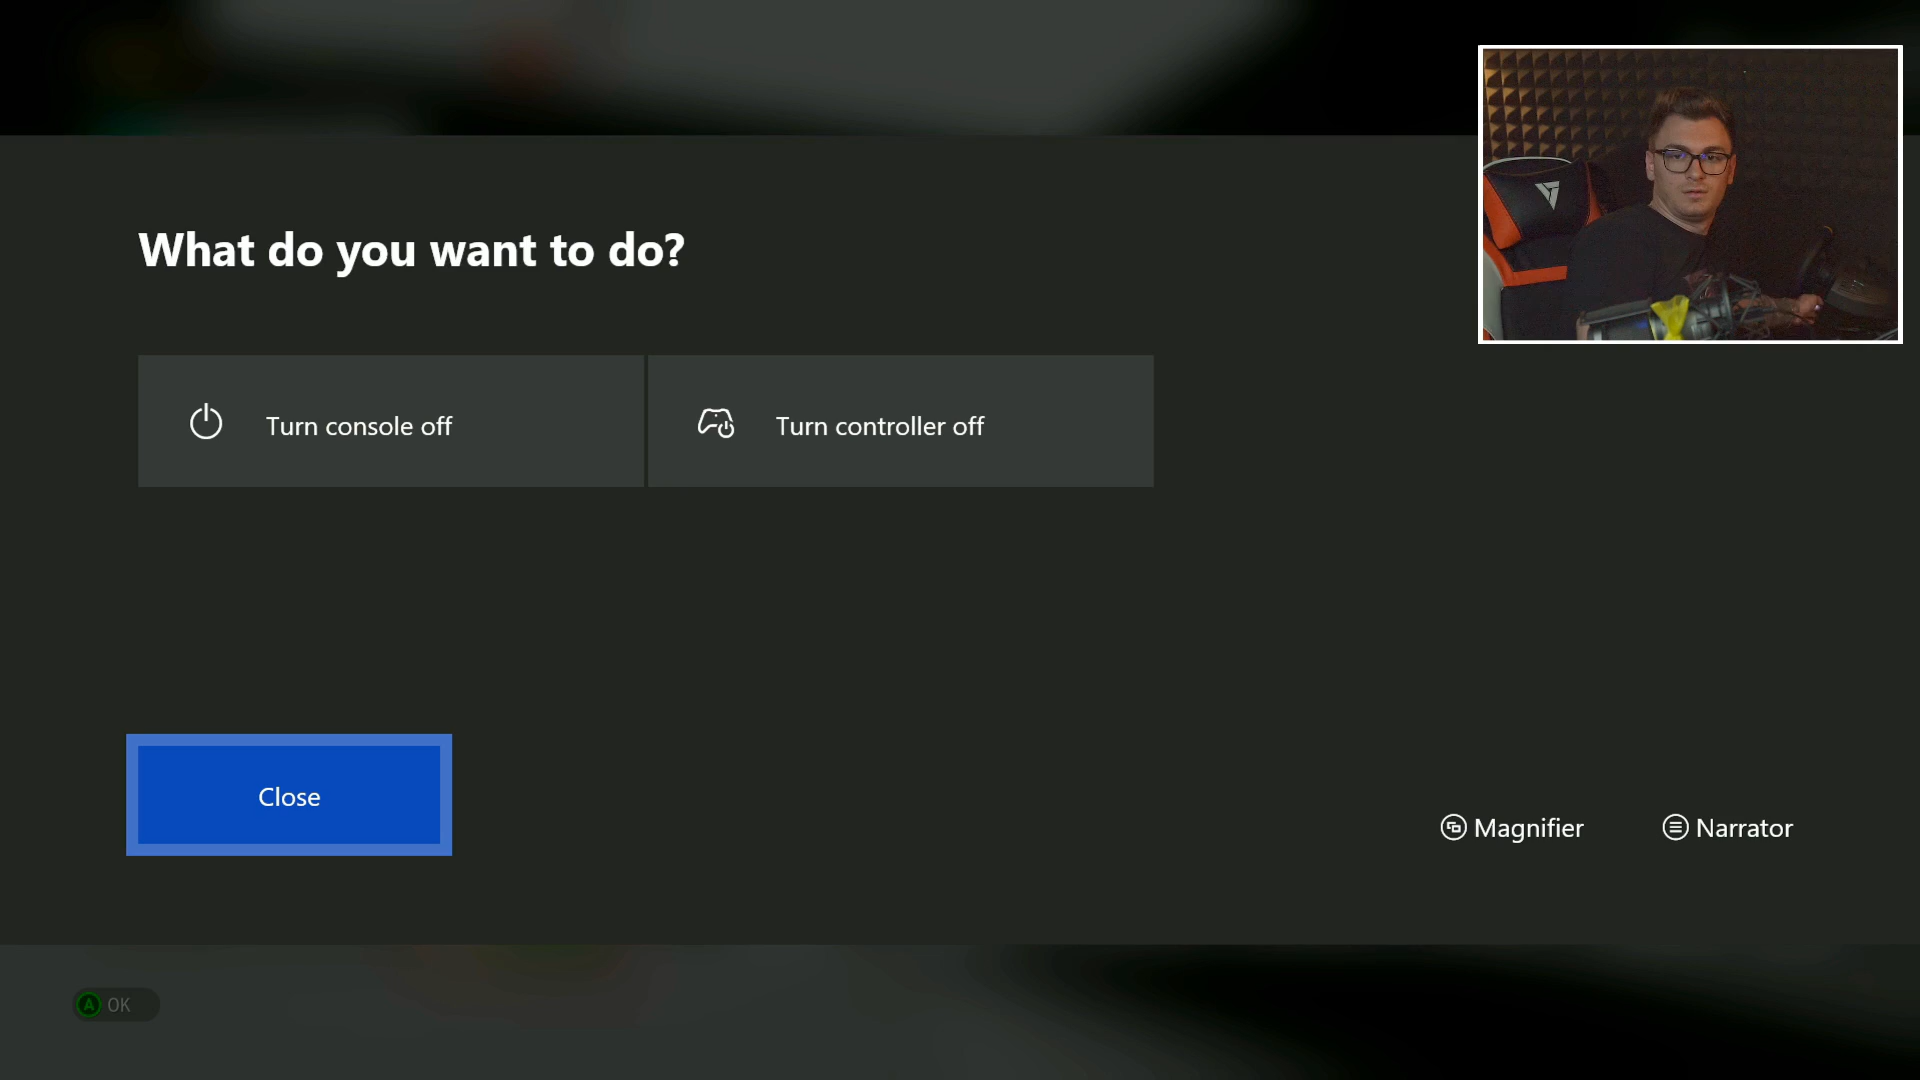 What do you want to do?
Turn console off
Turn controller off
Close
Magnifier
Narrator
A OK